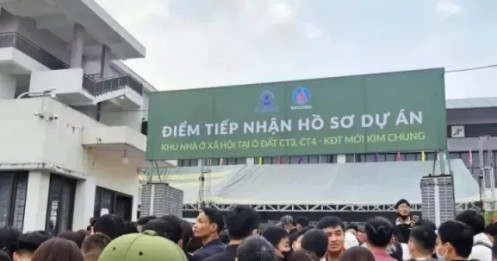 ĐIỂM TIẾP NHẬN HỒ SƠ DỰ ÁN
KHU NHÀ Ở XÃ HỘI TẠI Ô ĐẤT CT3, CT4 - KĐT MỚI KIM CHUNG